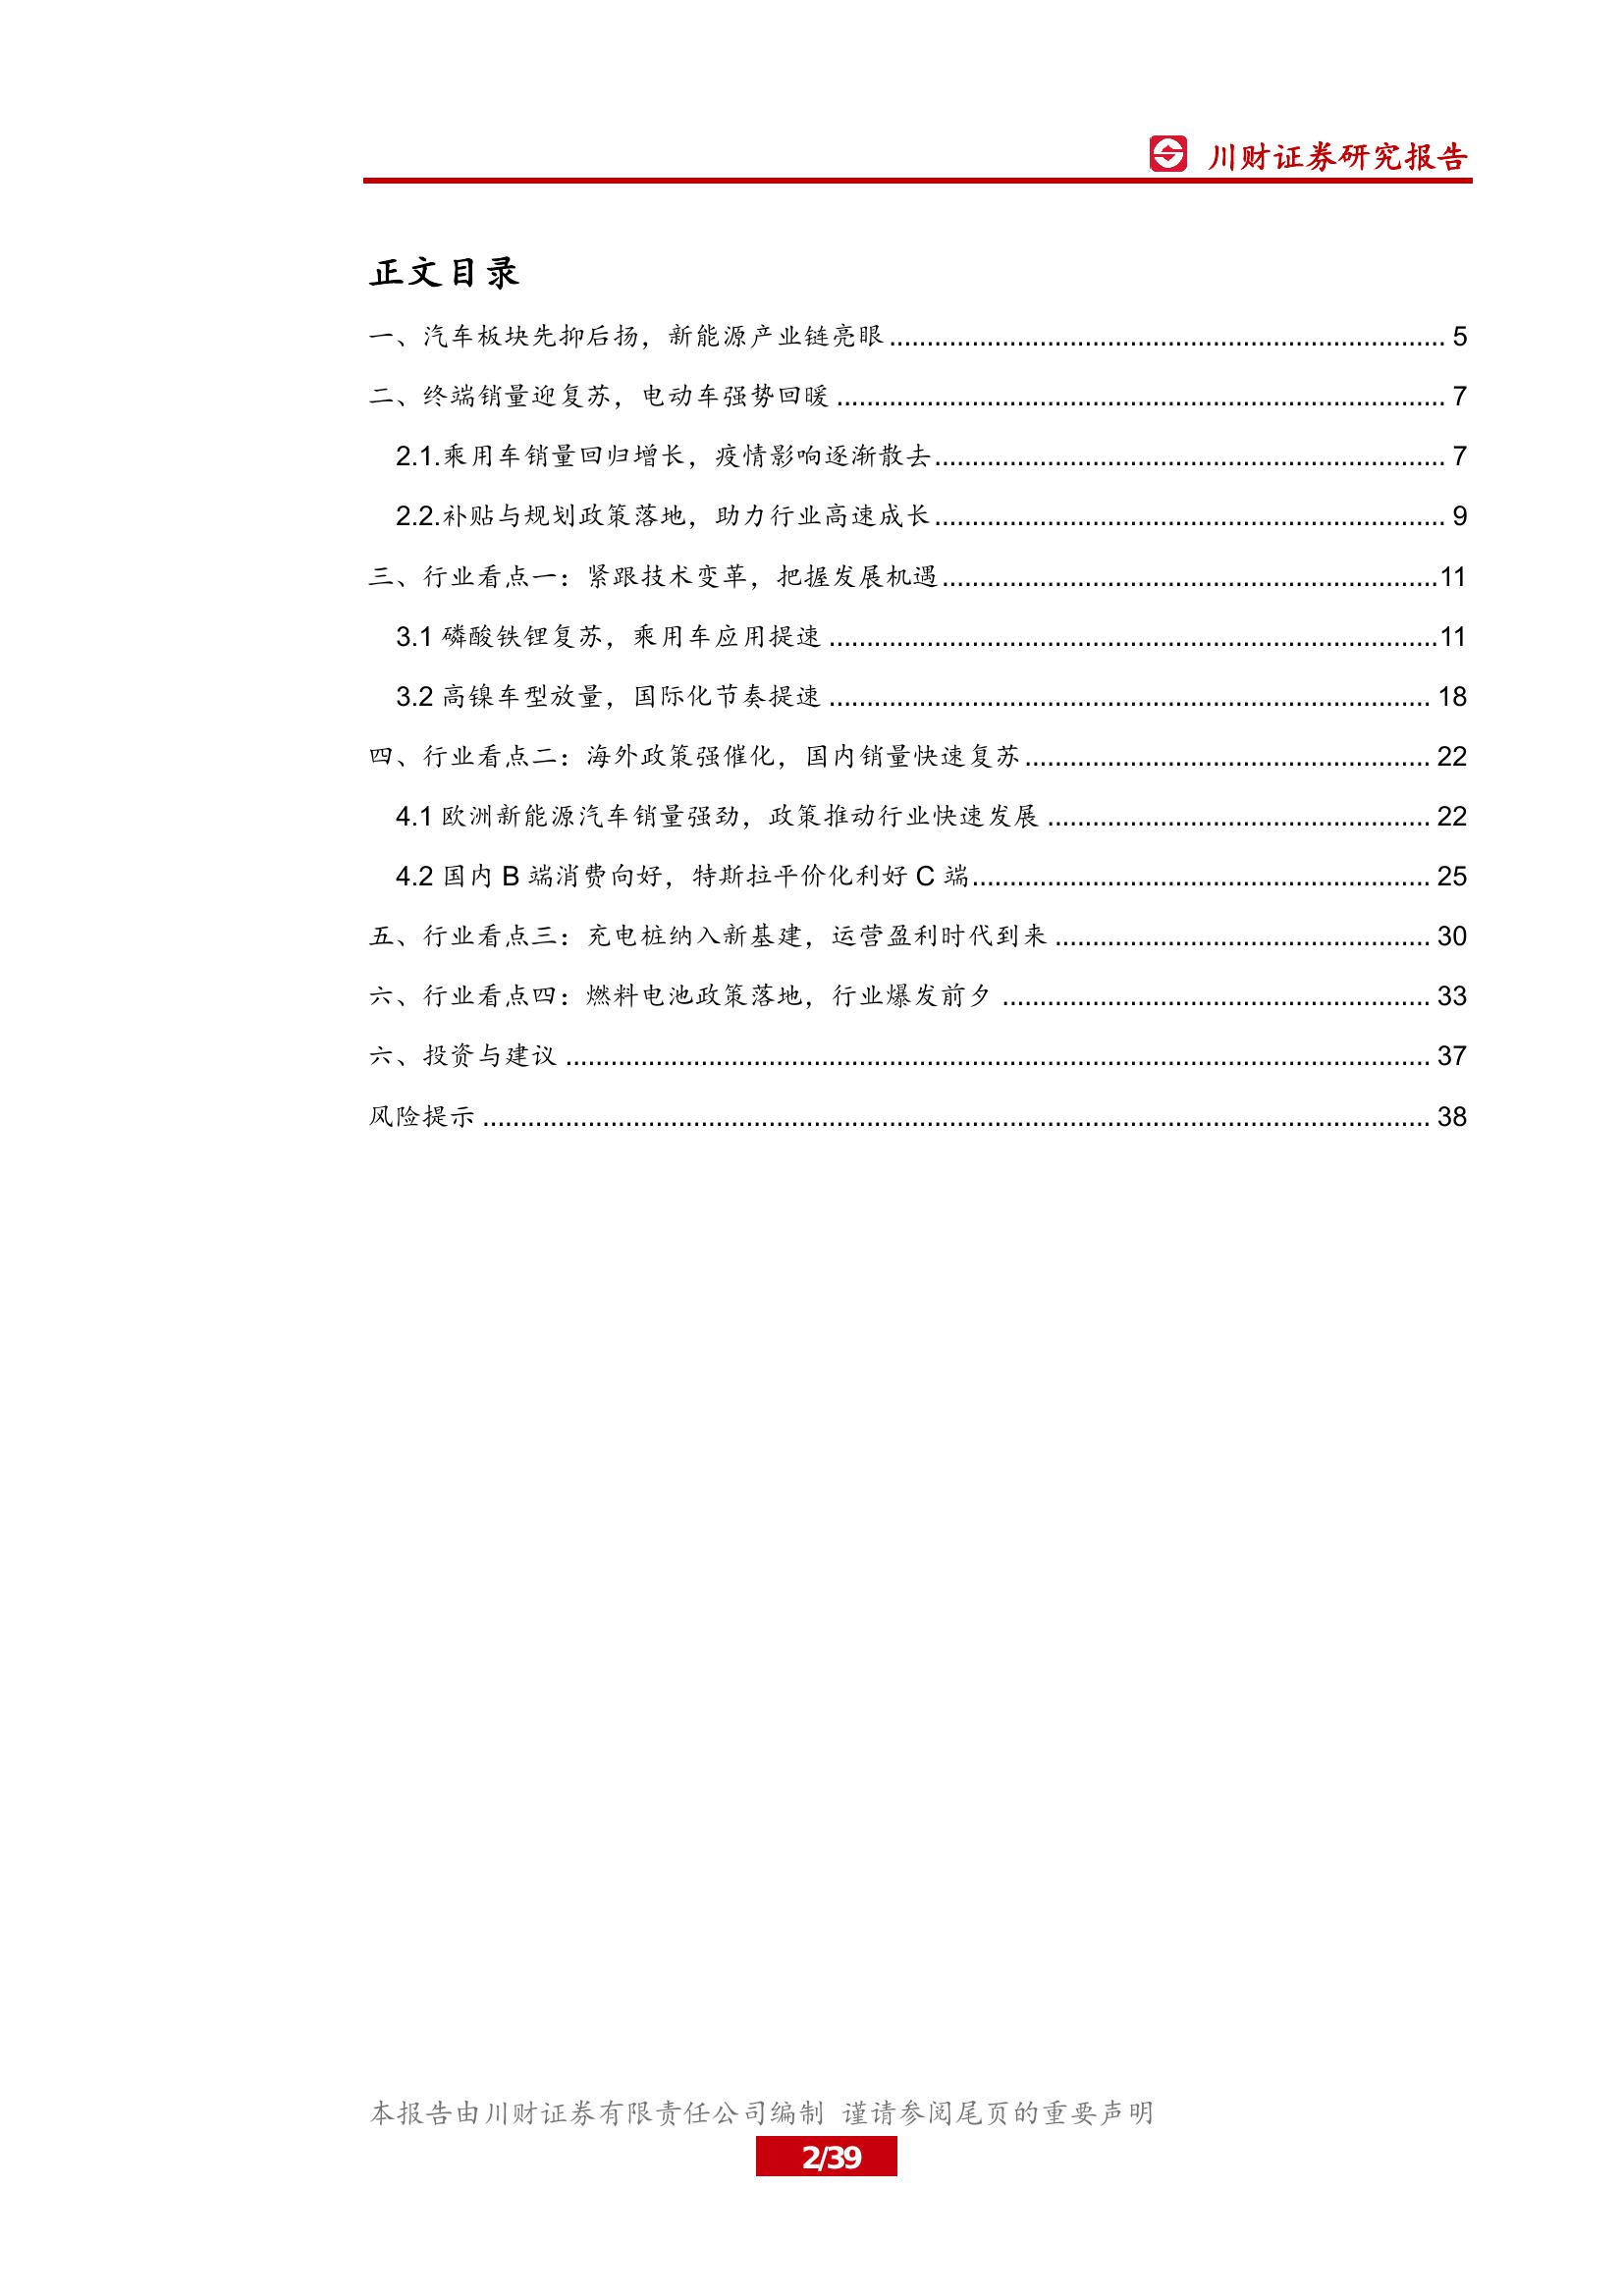 川财证券研究报告
正文目录
一、汽车板块先抑后扬，新能源产业链亮眼 ........................................................................ 5
二、终端销量迎复苏，电动车强势回暖 ............................................................................... 7
2.1.乘用车销量回归增长，疫情影响逐渐散去 .................................................................. 7
2.2.补贴与规划政策落地，助力行业高速成长 .................................................................. 9
三、行业看点一：紧跟技术变革，把握发展机遇 ................................................................ 11
3.1 磷酸铁锂复苏，乘用车应用提速 ............................................................................... 11
3.2 高镍车型放量，国际化节奏提速 .............................................................................. 18
四、行业看点二：海外政策强催化，国内销量快速复苏 .................................................... 22
4.1 欧洲新能源汽车销量强劲，政策推动行业快速发展 ................................................. 22
4.2 国内 B 端消费向好，特斯拉平价化利好 C 端 ........................................................... 25
五、行业看点三：充电桩纳入新基建，运营盈利时代到来 ................................................ 30
六、行业看点四：燃料电池政策落地，行业爆发前夕 ....................................................... 33
六、投资与建议 ................................................................................................................ 37
风险提示 ........................................................................................................................... 38
本报告由川财证券有限责任公司编制 谨请参阅尾页的重要声明
2/39